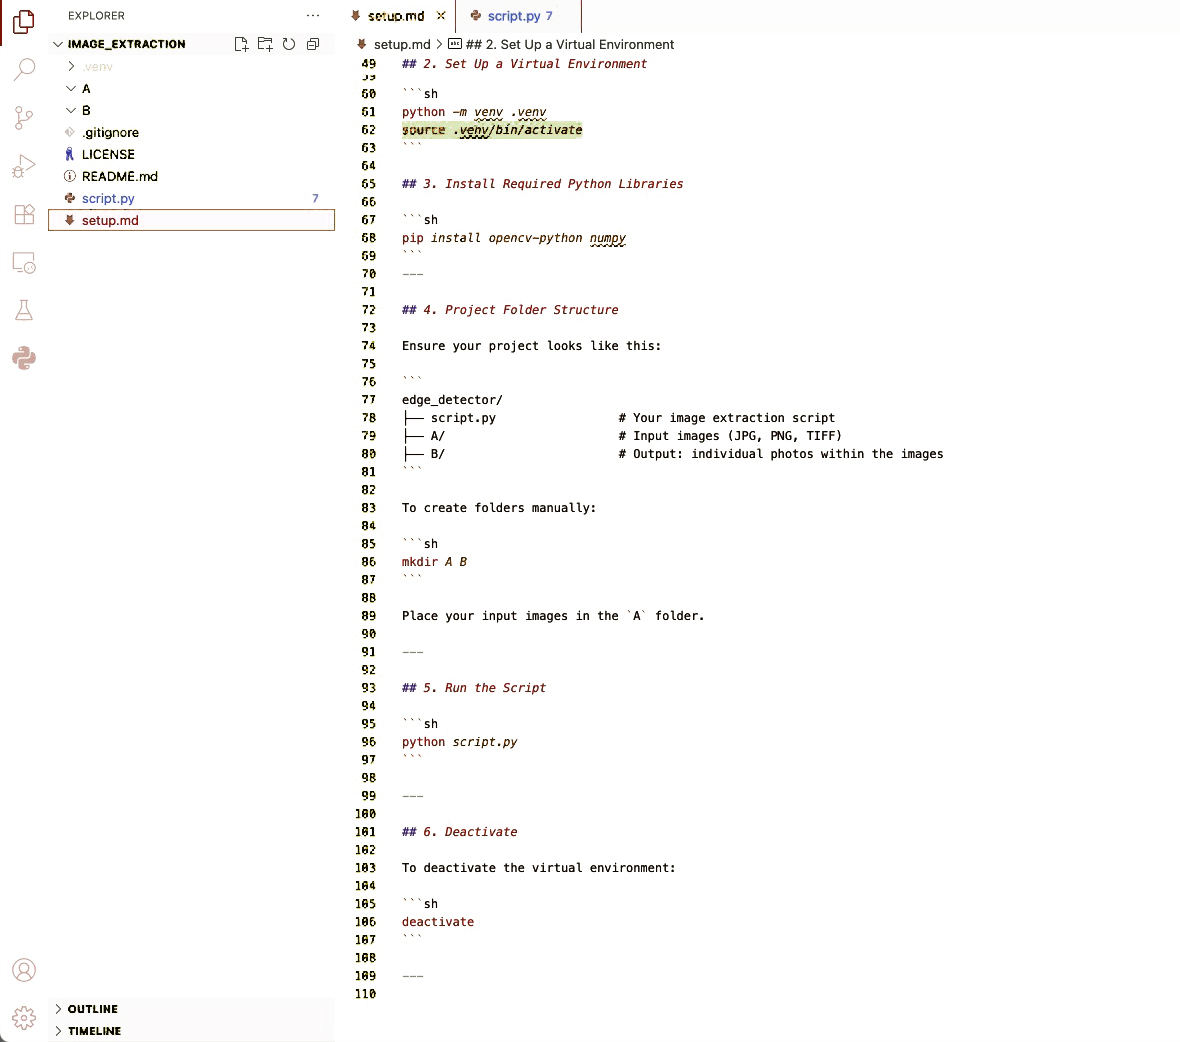 EXPLORER
IMAGE_EXTRACTION
.venv
A
B
.gitignore
LICENSE
README.md
script.py 7
setup.md
OUTLINE
TIMELINE
setup.md script.py 7
setup.md > ## 2. Set Up a Virtual Environment
49 ## 2. Set Up a Virtual Environment
60 ```sh
61 python -m venv .venv
62 source .venv/bin/activate
63 ```
64
65 ## 3. Install Required Python Libraries
66
67 ```sh
68 pip install opencv-python numpy
69 ```
70 ---
71
72 ## 4. Project Folder Structure
73
74 Ensure your project looks like this:
75
76 ```
77 edge_detector/
78 ├── script.py # Your image extraction script
79 ├── A/ # Input images (JPG, PNG, TIFF)
80 ├── B/ # Output: individual photos within the images
81 ```
82
83 To create folders manually:
84
85 ```sh
86 mkdir A B
87 ```
88
89 Place your input images in the `A` folder.
90
91 ---
92
93 ## 5. Run the Script
94
95 ```sh
96 python script.py
97 ```
98
99 ---
100
101 ## 6. Deactivate
102
103 To deactivate the virtual environment:
104
105 ```sh
106 deactivate
107 ```
108
109 ---
110